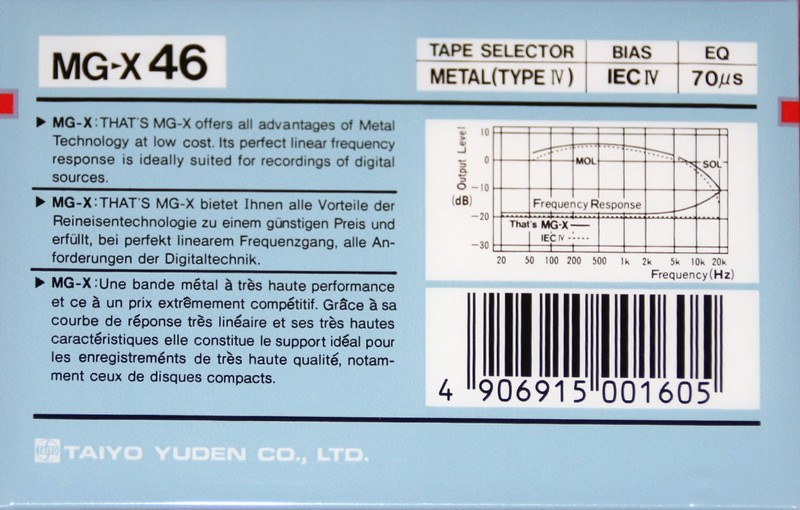 MG-X 46
TAPE SELECTOR BIAS EQ
METAL(TYPE Ⅳ) IEC Ⅳ 70μs
▶ MG-X:THAT'S MG-X offers all advantages of Metal
Technology at low cost. Its perfect linear frequency
response is ideally suited for recordings of digital
sources.
▶ MG-X:THAT'S MG-X bietet Ihnen alle Vorteile der
Reineisentechnologie zu einem günstigen Preis und
erfüllt, bei perfekt linearem Frequenzgang, alle An-
forderungen der Digitaltechnik.
▶ MG-X:Une bande métal à très haute performance
et ce à un prix extrêmement compétitif. Grâce à sa
courbe de réponse très linéaire et ses très hautes
caractéristiques elle constitue le support idéal pour
les enregistreménts de très haute qualité, notam-
ment ceux de disques compacts.
Output Level
(dB)
10
0
-10
-20
-30
MOL
SOL
Frequency Response
That's MG-X
IEC Ⅳ
20 50 100 200 500 1k 2k 5k 10k 20k
Frequency(Hz)
4 906915 001605
TAIYO YUDEN CO., LTD.